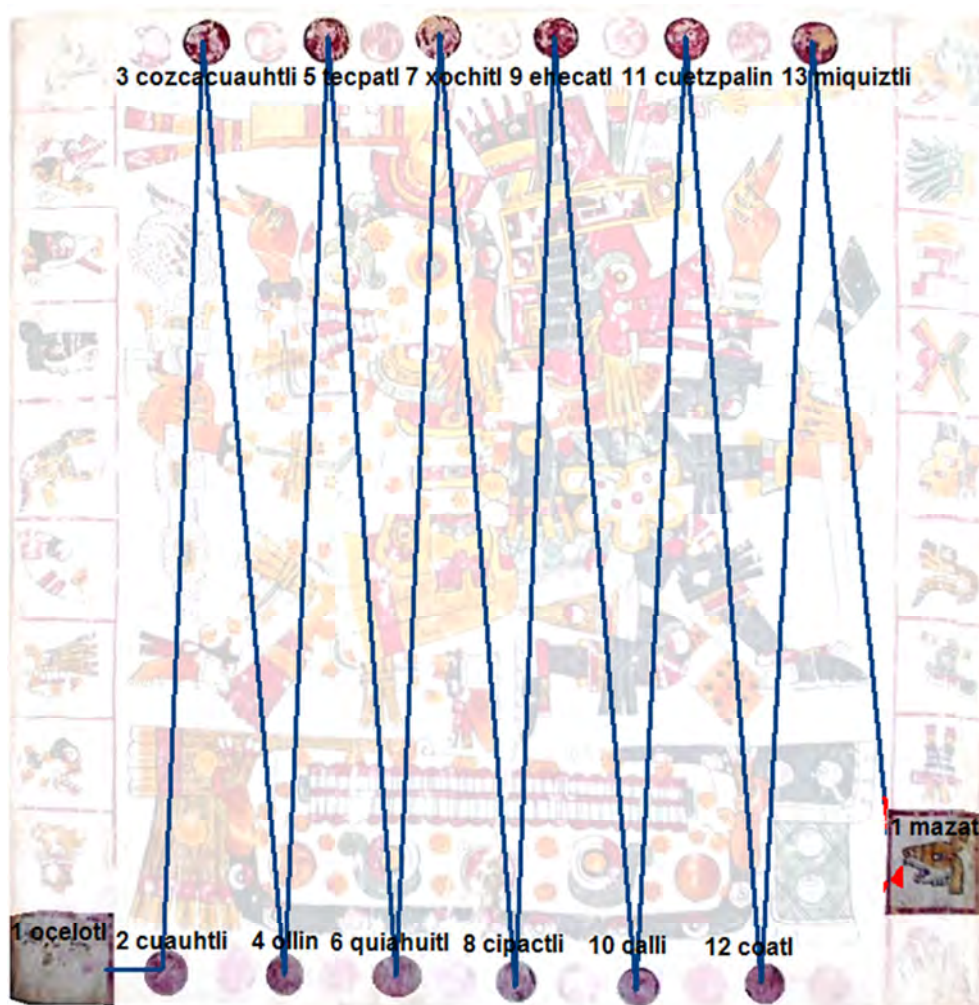 3 cozcacuauhtli 5 tecpatl 7 xochitl 9 ehecatl 11 cuetzpalin 13 miquiztli
1 mazat
1 ocelotl 2 cuauhtli 4 ollin 6 quiahuitl 8 cipactli 10 calli 12 coatl